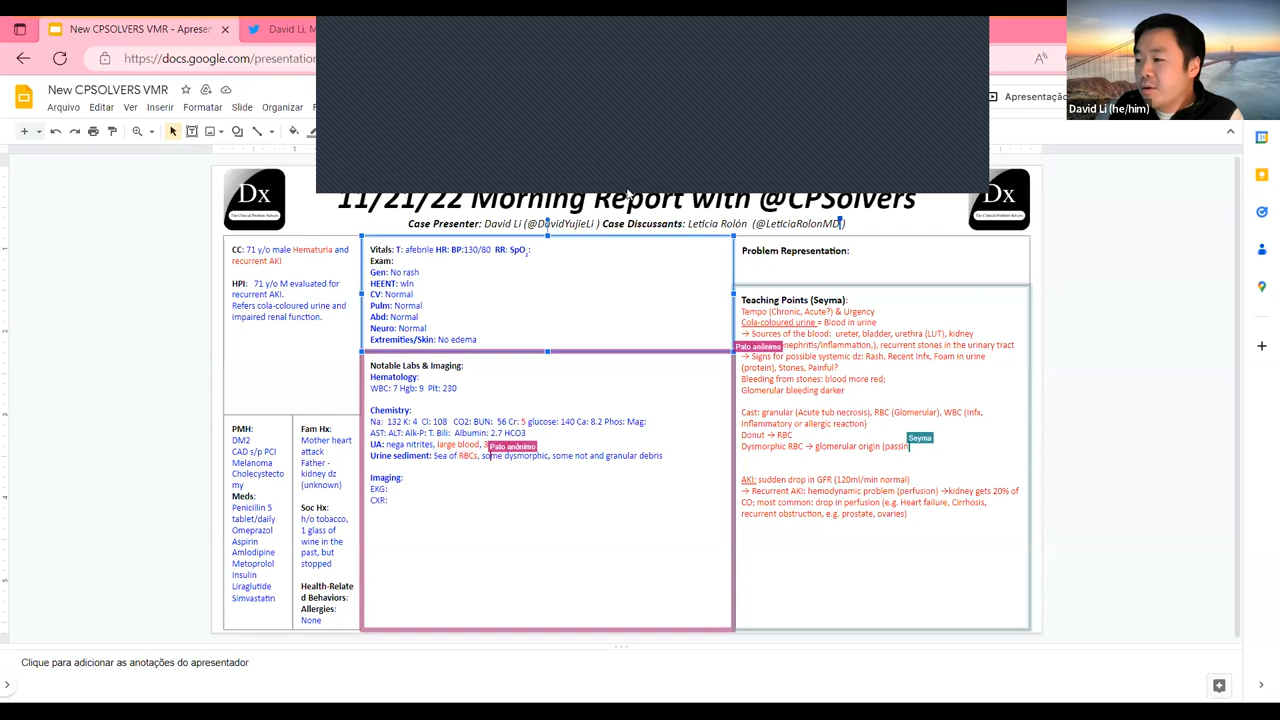 New CPSOLVERS VMR - Apresen
David Li, M
https://docs.google.com/presentation
New CPSOLVERS VMR
Arquivo Editar Ver Inserir Formatar Slide Organizar
Apresentação
David Li (he/him)
Dx
The Clinical Problem Solvers
11/21/22 Morning Report with @CPSolvers
Case Presenter: David Li (@DavidYujieLi ) Case Discussants: Leticia Rolón (@LeticiaRolonMD)
Dx
The Clinical Problem Solvers
CC: 71 y/o male Hematuria and
recurrent AKI
HPI: 71 y/o M evaluated for
recurrent AKI.
Refers cola-coloured urine and
impaired renal function.
PMH:
DM2
CAD s/p PCI
Melanoma
Cholecystecto
my
Meds:
Penicillin 5
tablet/daily
Omeprazol
Aspirin
Amlodipine
Metoprolol
Insulin
Liraglutide
Simvastatin
Fam Hx:
Mother heart
attack
Father -
kidney dz
(unknown)
Soc Hx:
h/o tobacco,
1 glass of
wine in the
past, but
stopped
Health-Relate
d Behaviors:
Allergies:
None
Vitals: T: afebrile HR: BP:130/80 RR: SpO2:
Exam:
Gen: No rash
HEENT: wln
CV: Normal
Pulm: Normal
Abd: Normal
Neuro: Normal
Extremities/Skin: No edema
Notable Labs & Imaging:
Hematology:
WBC: 7 Hgb: 9 Plt: 230
Chemistry:
Na: 132 K: 4 Cl: 108 CO2: BUN: 56 Cr: 5 glucose: 140 Ca: 8.2 Phos: Mag:
AST: ALT: Alk-P: T. Bili: Albumin: 2.7 HCO3
UA: nega nitrites, large blood, 3
Pato anônimo
Urine sediment: Sea of RBCs, some dysmorphic, some not and granular debris
Imaging:
EKG:
CXR:
Problem Representation:
Teaching Points (Seyma):
Tempo (Chronic, Acute?) & Urgency
Cola-coloured urine = Blood in urine
→ Sources of the blood: ureter, bladder, urethra (LUT), kidney
Pato anônimo
nephritis/inflammation,), recurrent stones in the urinary tract
→ Signs for possible systemic dz: Rash, Recent Infx, Foam in urine
(protein), Stones, Painful?
Bleeding from stones: blood more red;
Glomerular bleeding darker
Cast: granular (Acute tub necrosis), RBC (Glomerular), WBC (Infx,
Inflammatory or allergic reaction)
Donut → RBC
Seyma
Dysmorphic RBC → glomerular origin (passin
AKI: sudden drop in GFR (120ml/min normal)
→ Recurrent AKI: hemodynamic problem (perfusion) →kidney gets 20% of
CO; most common: drop in perfusion (e.g. Heart failure, Cirrhosis,
recurrent obstruction, e.g. prostate, ovaries)
Clique para adicionar as anotações do apresentador